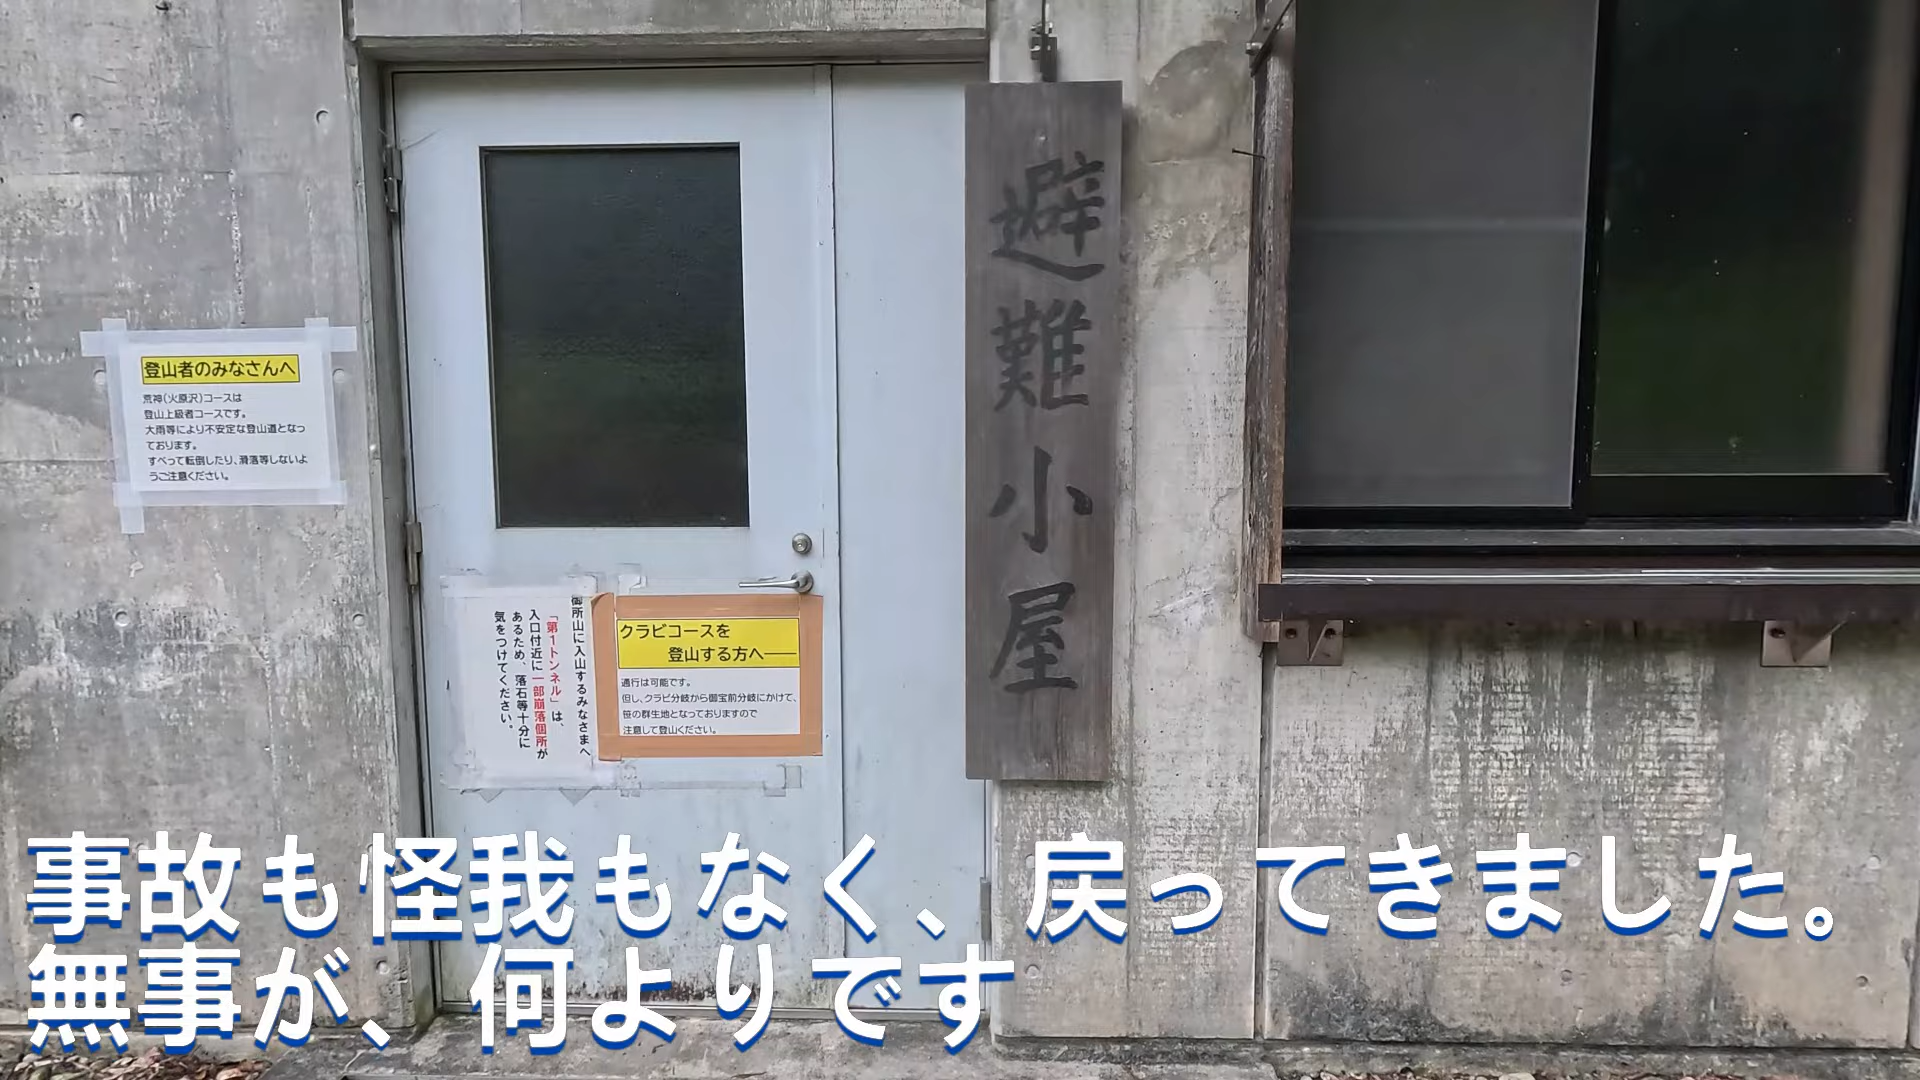 登山者のみなさんへ
荒神(火原沢)コースは
登山上級者コースです。
大雨等により不安定な登山道となっ
ております。
すべって転倒したり、滑落等しないよ
うご注意ください。
御所山に入山するみなさまへ
「第1トンネル」は、
入口付近に一部崩落個所が
あるため、落石等十分に
気をつけてください。
クラビコースを
登山する方へ――
通行は可能です。
但し、クラビ分岐から御宝前分岐にかけて、
笹の群生地となっておりますので
注意して登山ください。
避難小屋
事故も怪我もなく、戻ってきました。
無事が、何よりです